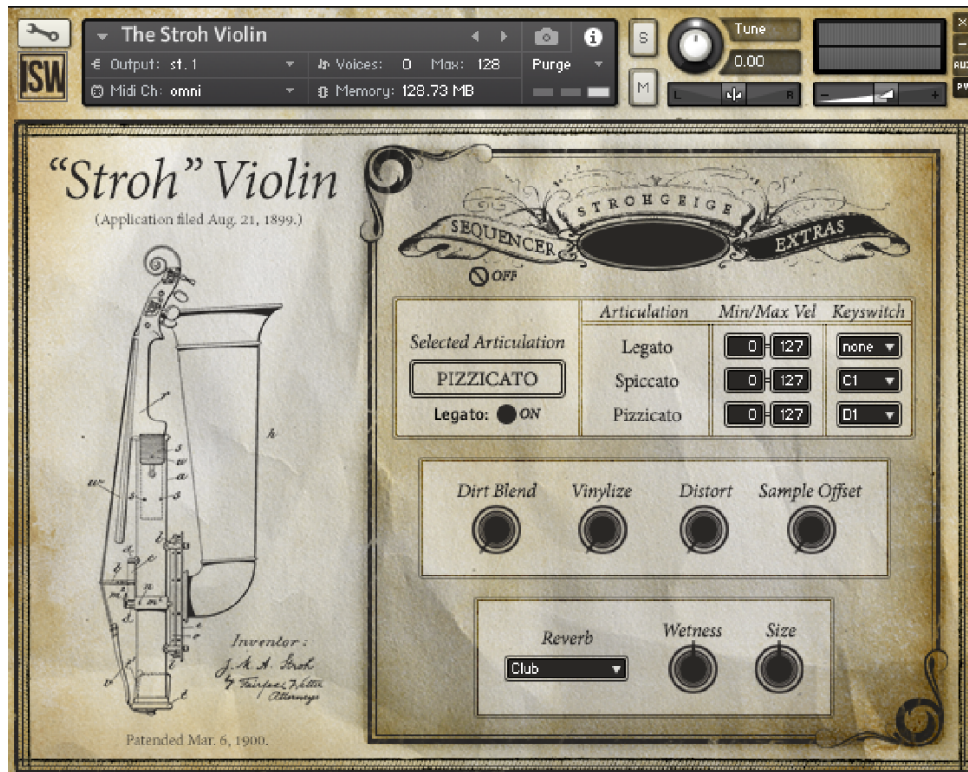 The Stroh Violin
Output: st. 1
Voices: 0 Max: 128
Purge
Midi Ch: omni
Memory: 128.73 MB
S
M
Tune
0.00
L
R
AUX
PV
ISW
“Stroh” Violin
(Application filed Aug. 21, 1899.)
STROHGEIGE
SEQUENCER
EXTRAS
OFF
Selected Articulation
PIZZICATO
Legato: ON
Articulation Min/Max Vel Keyswitch
Legato 0 - 127 none
Spiccato 0 - 127 C1
Pizzicato 0 - 127 D1
Dirt Blend Vinylize Distort Sample Offset
Reverb
Club
Wetness Size
Inventor:
Attorneys
Patented Mar. 6, 1900.